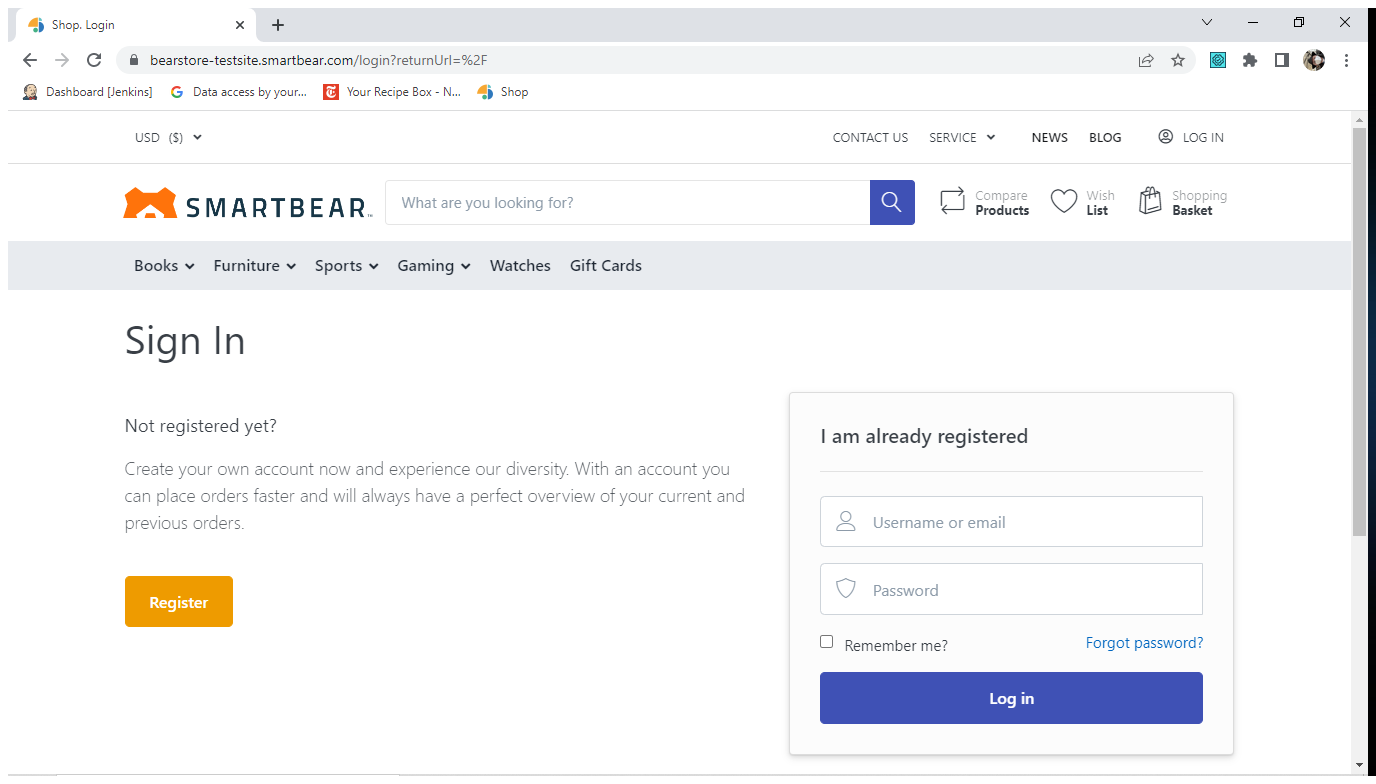 Shop. Login
bearstore-testsite.smartbear.com/login?returnUrl=%2F
Dashboard [Jenkins]
Data access by your...
Your Recipe Box - N...
Shop
USD ($)
CONTACT US
SERVICE
NEWS
BLOG
LOG IN
SMARTBEAR
What are you looking for?
Compare
Products
Wish
List
Shopping
Basket
Books
Furniture
Sports
Gaming
Watches
Gift Cards
Sign In
Not registered yet?
Create your own account now and experience our diversity. With an account you
can place orders faster and will always have a perfect overview of your current and
previous orders.
Register
I am already registered
Username or email
Password
Remember me?
Forgot password?
Log in